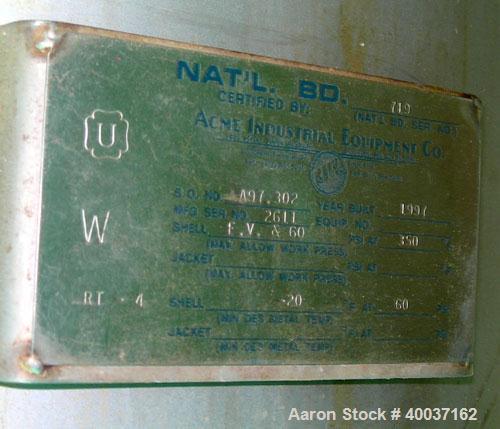 NAT'L. BD. 719
CERTIFIED BY: (NAT'L BD. SER NO.)
ACME INDUSTRIAL EQUIPMENT CO.
U
S.O. NO. A97.302 YEAR BUILT 1997
MFG SER NO. 2611 EQUIP. NO.
W SHELL F.V. & 60 PSI AT 350 °F
(MAX. ALLOW WORK PRESS)
JACKET PSI AT °F
(MAX. ALLOW WORK PRESS)
RT - 4 SHELL -20 °F AT 60 PSI
(MIN DES METAL TEMP)
JACKET °F AT PSI
(MIN DES METAL TEMP)
Aaron Stock # 40037162